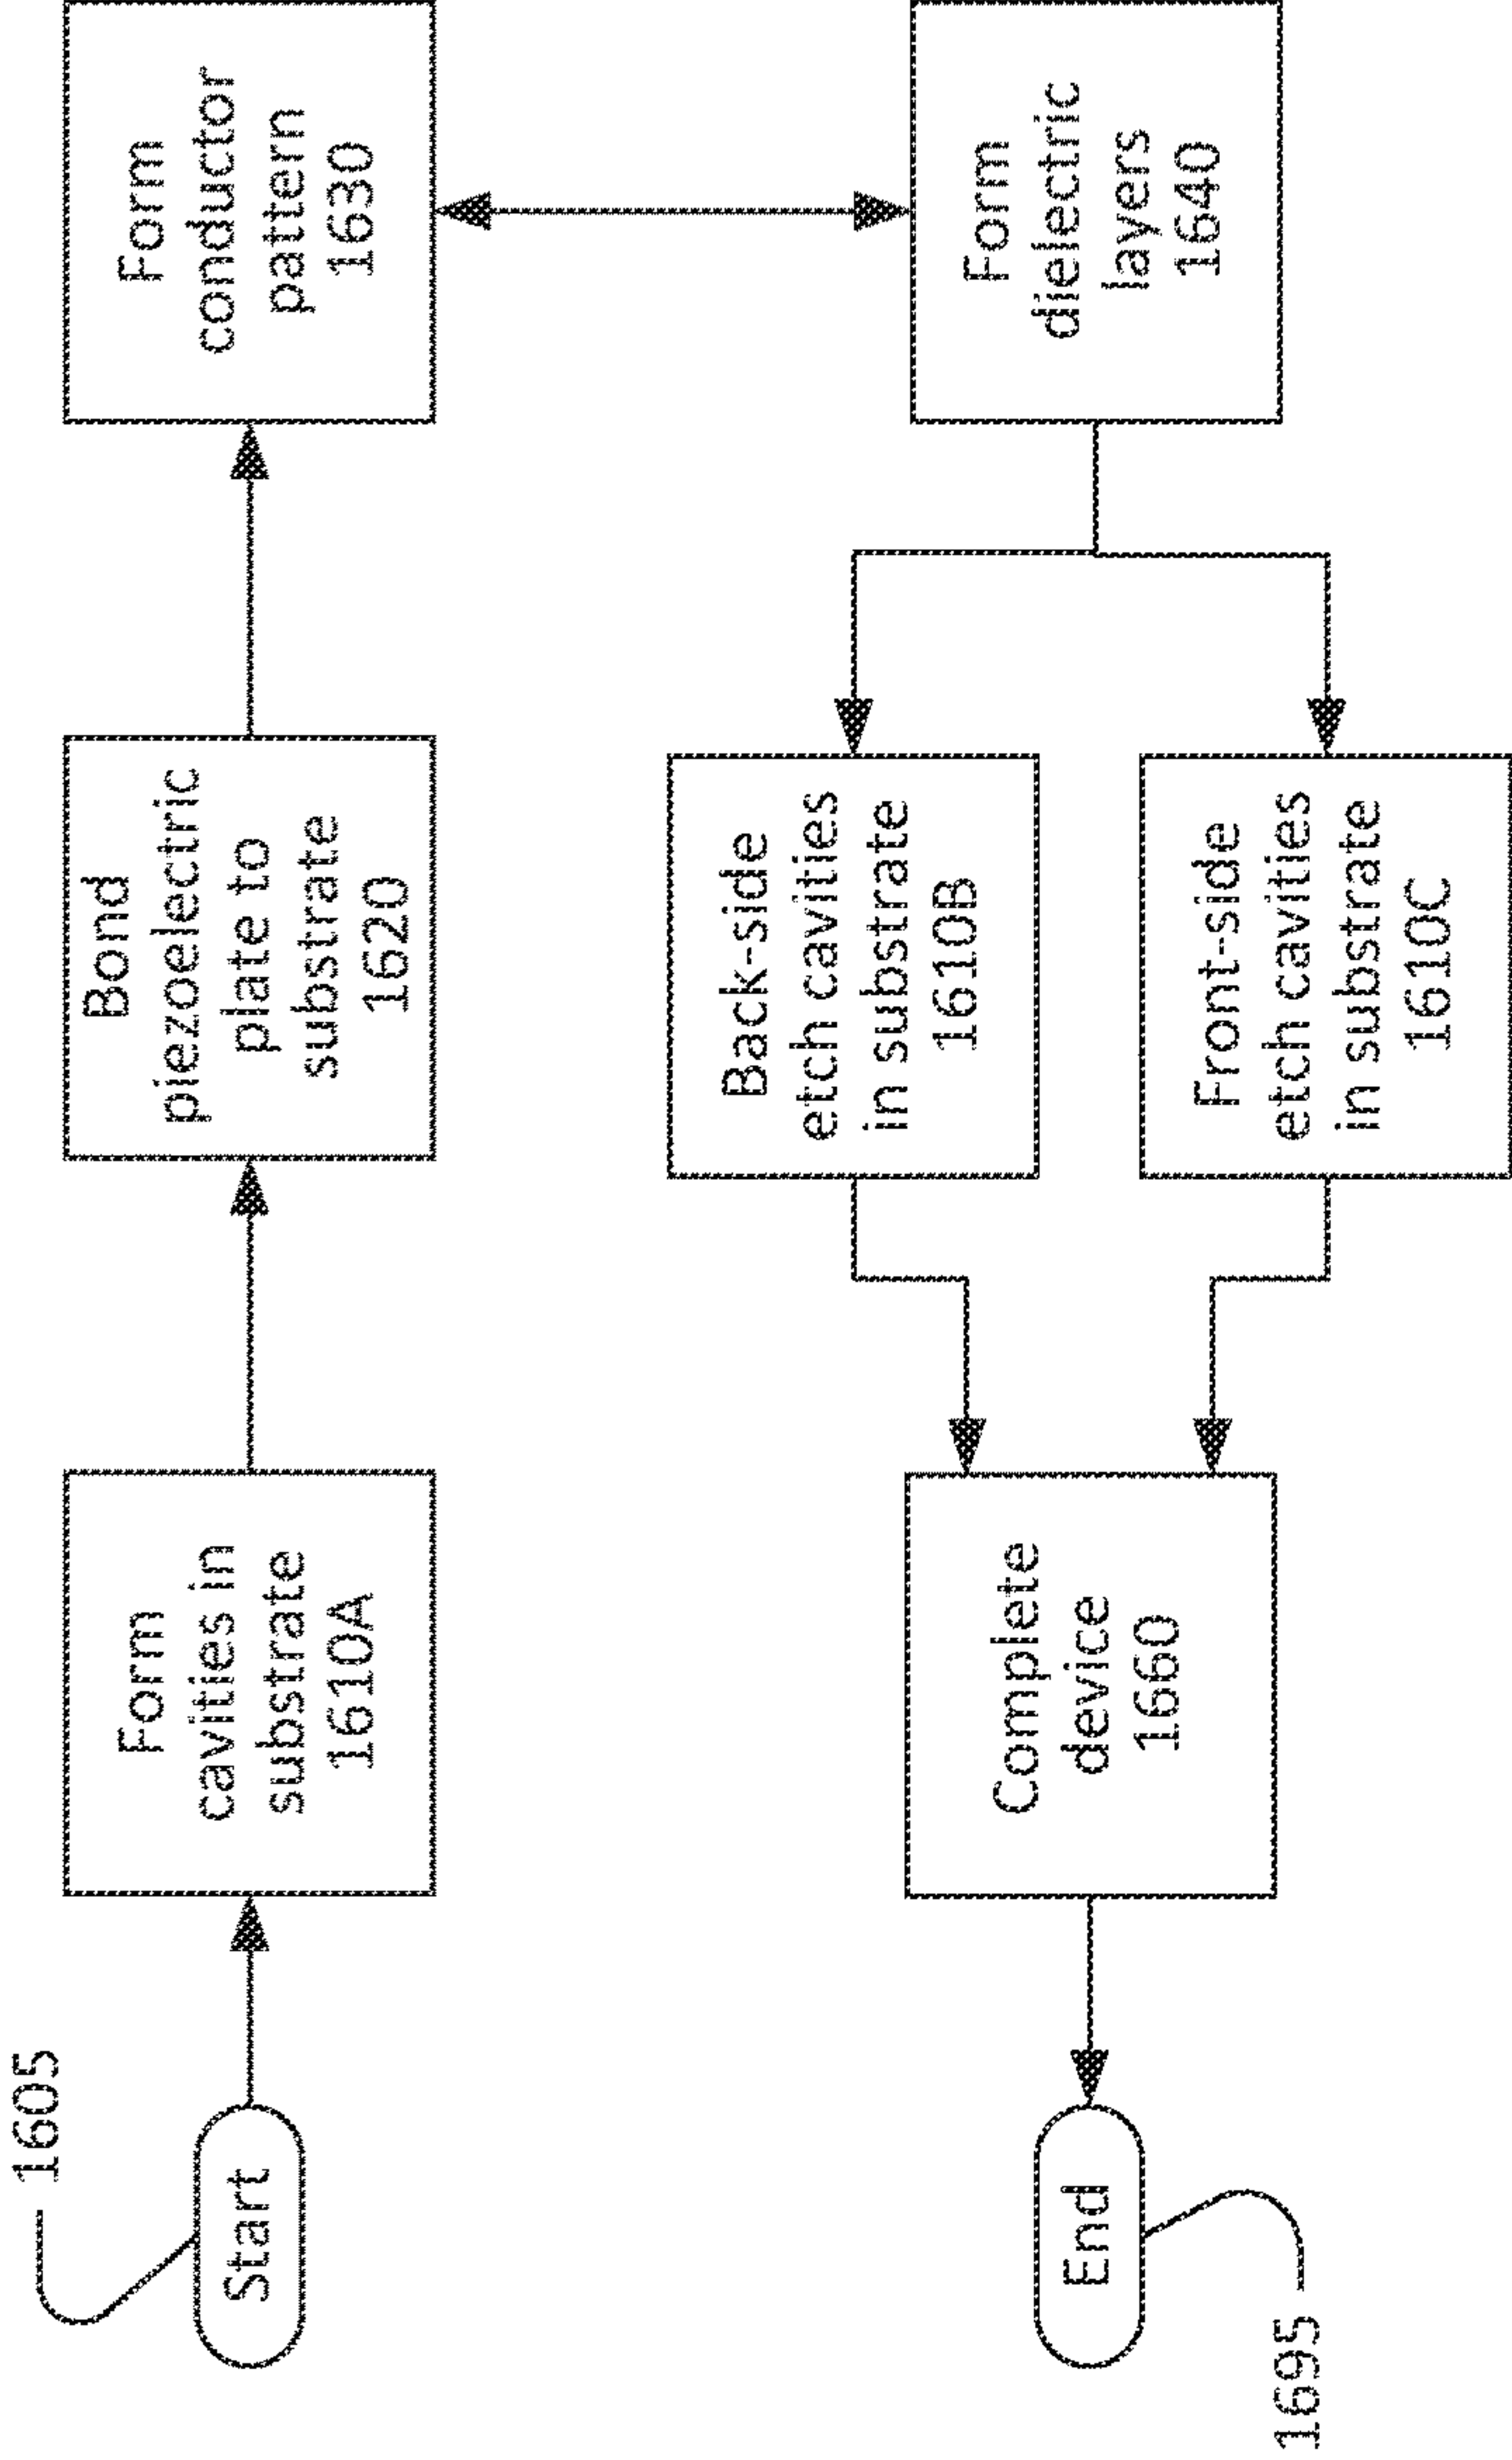 1605
Start
Form
cavities in
substrate
1610A
Bond
piezoelectric
plate to
substrate
1620
Form
conductor
pattern
1630
Form
dielectric
layers
1640
Back-side
etch cavities
in substrate
1610B
Front-side
etch cavities
in substrate
1610C
Complete
device
1660
End
1695